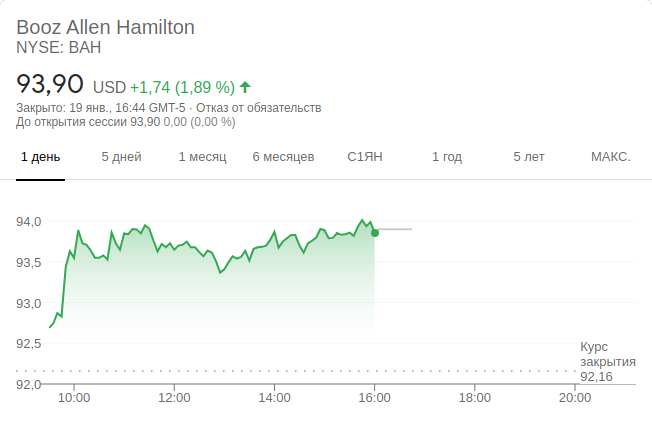 Booz Allen Hamilton
NYSE: BAH
93,90 USD +1,74 (1,89 %)
Закрыто: 19 янв., 16:44 GMT-5 · Отказ от обязательств
До открытия сессии 93,90 0,00 (0,00 %)
1 день 5 дней 1 месяц 6 месяцев С1ЯН 1 год 5 лет МАКС.
94,0
93,5
93,0
92,5
Курс
закрытия
92,16
92,0
10:00 12:00 14:00 16:00 18:00 20:00